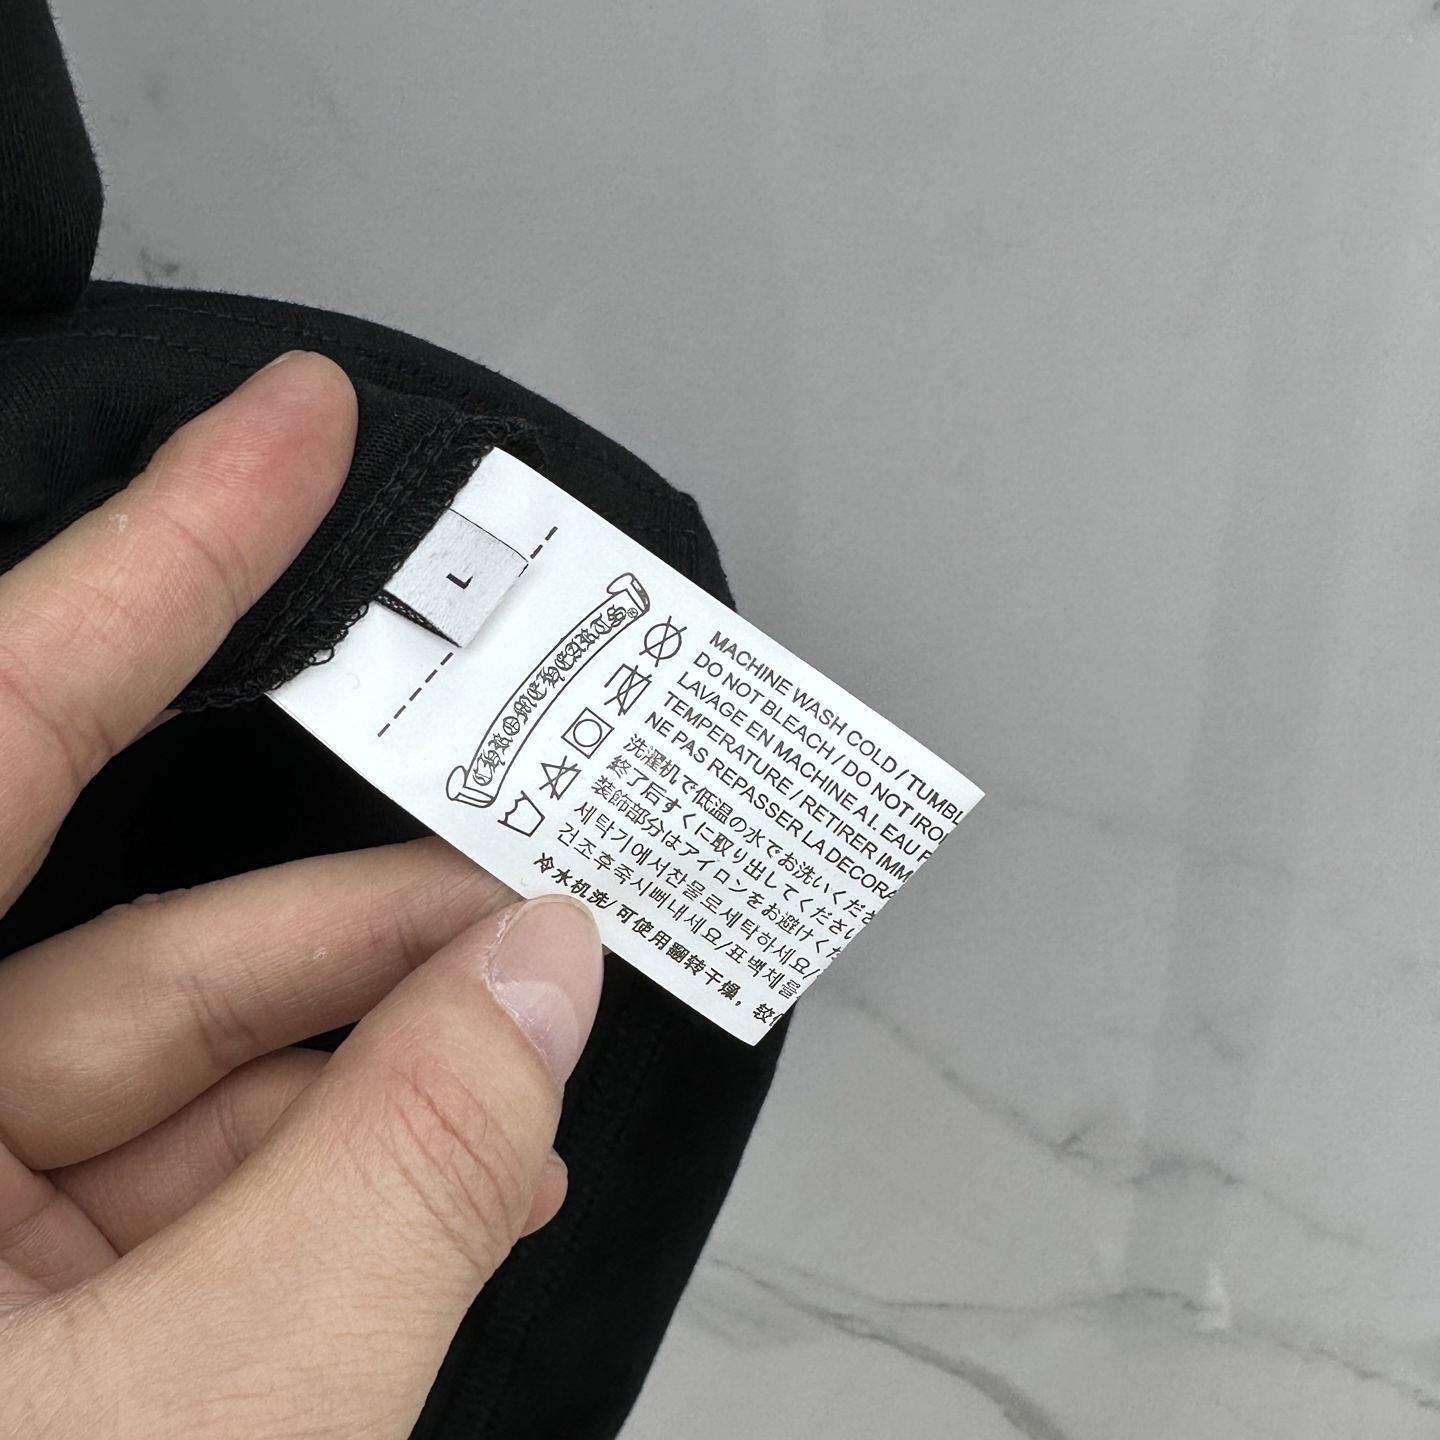 L
CHROME HEARTS®
MACHINE WASH COLD / TUMBL
DO NOT BLEACH / DO NOT IRO
LAVAGE EN MACHINE A L EAU F
TEMPERATURE / RETIRER IMM
NE PAS REPASSER LA DECORA
洗濯机で低温の水でお洗いくださ
終了后すくに取り出してください
装飾部分はアイロンをお避けくだ
세탁기에서찬물로세탁하세요/
건조후즉시빼내세요/표백제를
冷水机洗/可使用翻转干燥，较